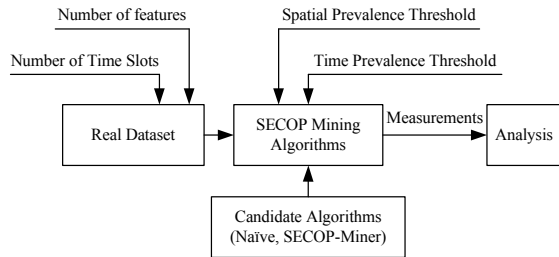 Number of features
Spatial Prevalence Threshold
Number of Time Slots
Time Prevalence Threshold
Real Dataset
SECOP Mining
Algorithms
Measurements
Analysis
Candidate Algorithms
(Naïve, SECOP-Miner)